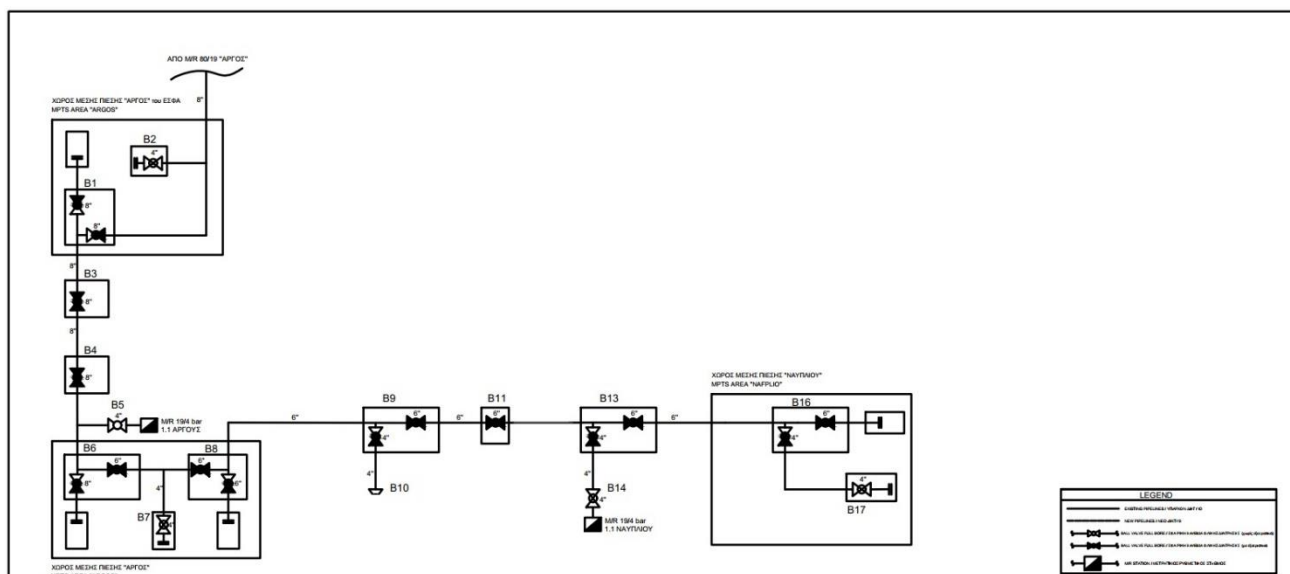 ΑΠΟ M/R 80/19 "ΑΡΓΟΣ"
8"
ΧΩΡΟΣ ΜΕΣΗΣ ΠΙΕΣΗΣ "ΑΡΓΟΣ" του ΕΣΦΑ
MPTS AREA "ARGOS"
B2
4"
B1
8"
8"
8"
B3
8"
8"
B4
8"
B5
4"
M/R 19/4 bar
1.1 ΑΡΓΟΥΣ
B6
6"
8"
B7
4"
4"
B8
6"
6"
ΧΩΡΟΣ ΜΕΣΗΣ ΠΙΕΣΗΣ "ΑΡΓΟΣ"
6"
B9
6"
4"
4"
B10
6"
B11
6"
B13
6"
4"
4"
B14
4"
M/R 19/4 bar
1.1 ΝΑΥΠΛΙΟΥ
6"
ΧΩΡΟΣ ΜΕΣΗΣ ΠΙΕΣΗΣ "ΝΑΥΠΛΙΟΥ"
MPTS AREA "NAFPLIO"
B16
6"
4"
4"
B17
LEGEND